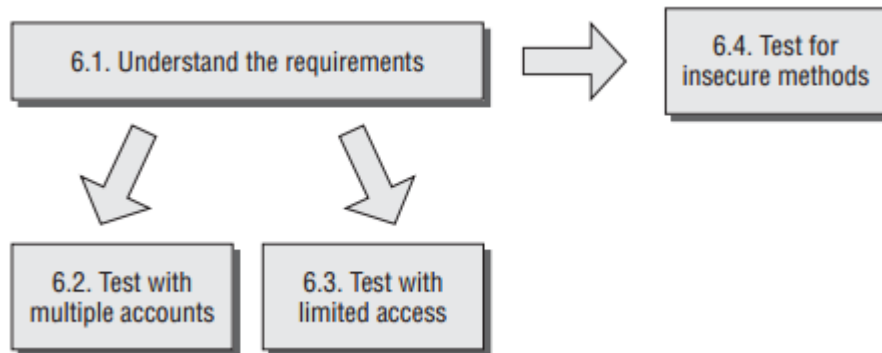 6.1. Understand the requirements
6.4. Test for
insecure methods
6.2. Test with
multiple accounts
6.3. Test with
limited access